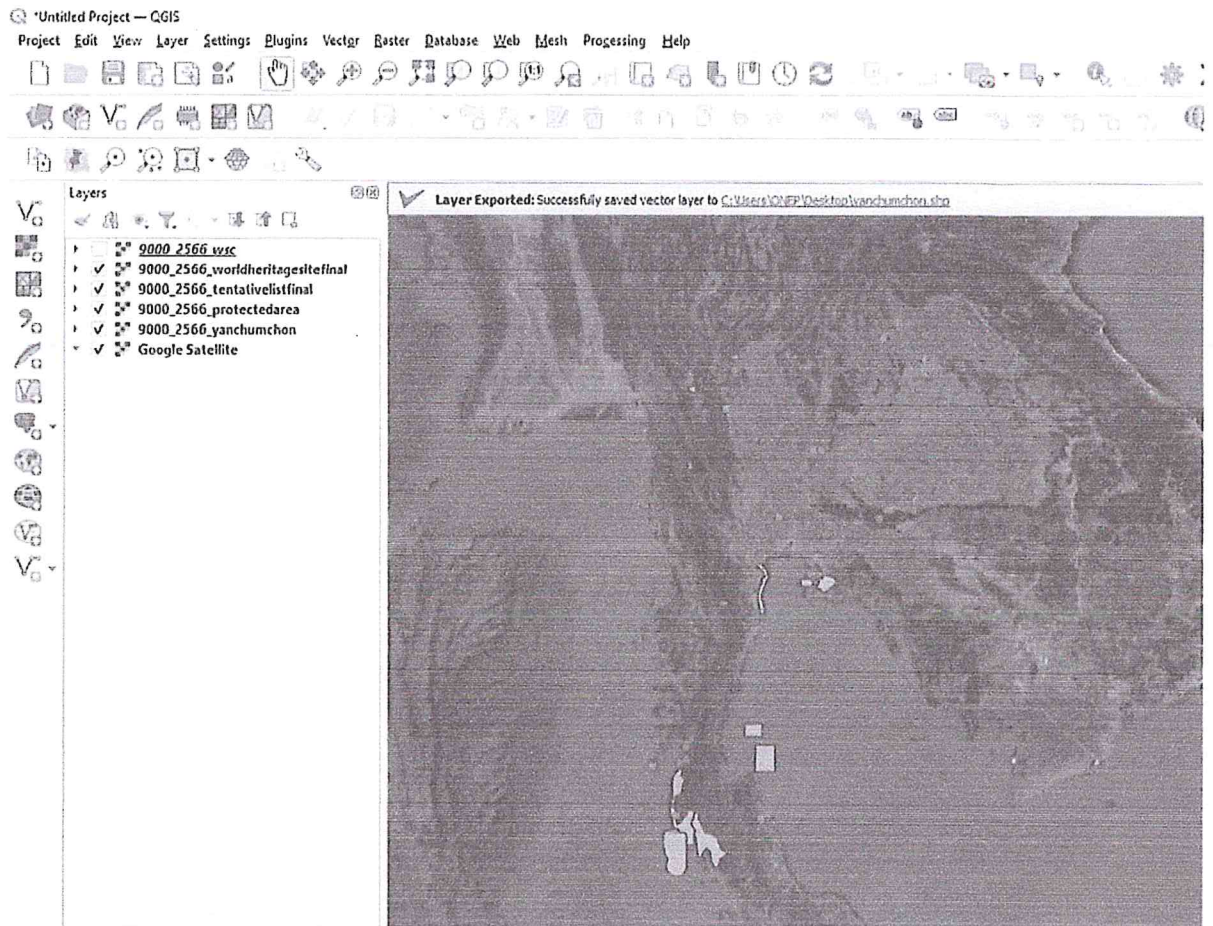 *Untitled Project — QGIS
Project Edit View Layer Settings Plugins Vector Raster Database Web Mesh Processing Help
Layers
Layer Exported: Successfully saved vector layer to C:\Users\ONEP\Desktop\yanchumchon.shp
9000_2566_wsc
9000_2566_worldheritagesitefinal
9000_2566_tentativelistfinal
9000_2566_protectedarea
9000_2566_yanchumchon
Google Satellite